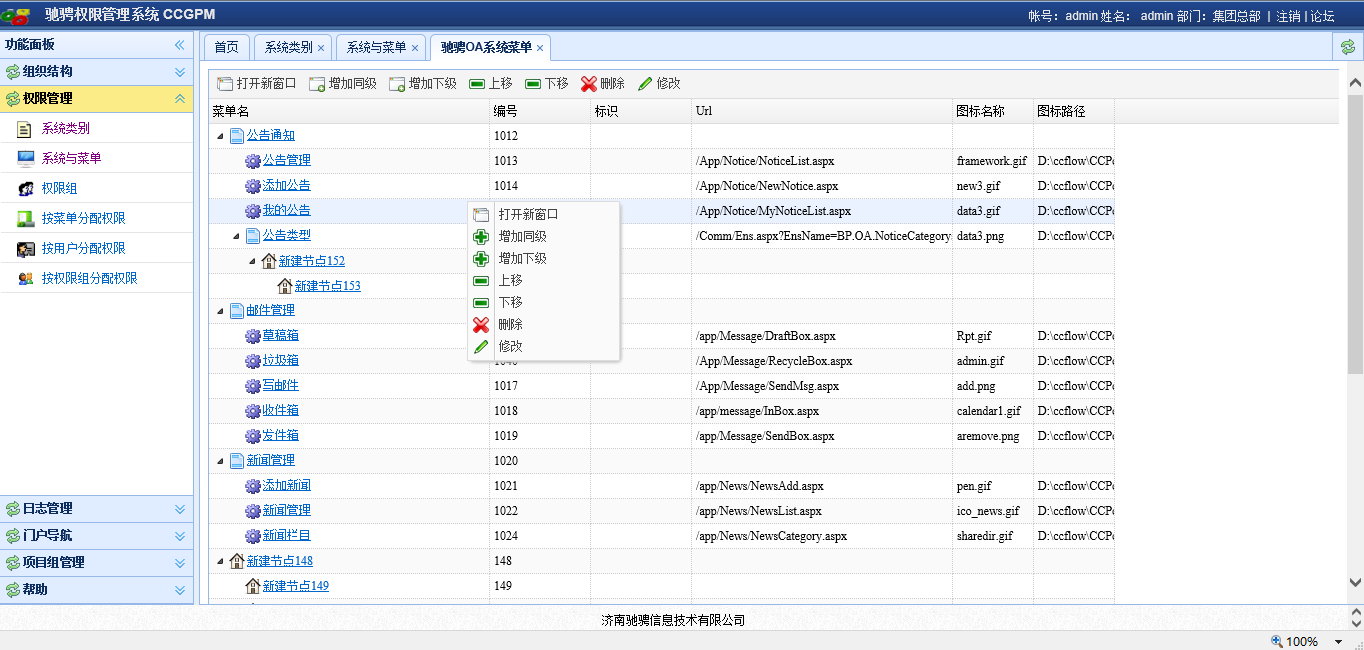 驰骋权限管理系统 CCGPM
帐号： admin 姓名： admin 部门：集团总部 | 注销 | 论坛
功能面板
组织结构
权限管理
系统类别
系统与菜单
权限组
按菜单分配权限
按用户分配权限
按权限组分配权限
日志管理
门户导航
项目组管理
帮助
首页 系统类别 × 系统与菜单 × 驰骋OA系统菜单 ×
打开新窗口 增加同级 增加下级 上移 下移 删除 修改
菜单名 编号 标识 Url 图标名称 图标路径
公告通知 1012
公告管理 1013 /App/Notice/NoticeList.aspx framework.gif D:\ccflow\CCP
添加公告 1014 /App/Notice/NewNotice.aspx new3.gif D:\ccflow\CCP
我的公告 /App/Notice/MyNoticeList.aspx data3.gif D:\ccflow\CCP
公告类型 /Comm/Ens.aspx?EnsName=BP.OA.NoticeCategory data3.png D:\ccflow\CCP
新建节点152
新建节点153
邮件管理
草稿箱 /app/Message/DraftBox.aspx Rpt.gif D:\ccflow\CCP
垃圾箱 /App/Message/RecycleBox.aspx admin.gif D:\ccflow\CCP
写邮件 1017 /App/Message/SendMsg.aspx add.png D:\ccflow\CCP
收件箱 1018 /app/message/InBox.aspx calendar1.gif D:\ccflow\CCP
发件箱 1019 /app/Message/SendBox.aspx aremove.png D:\ccflow\CCP
新闻管理 1020
添加新闻 1021 /app/News/NewsAdd.aspx pen.gif D:\ccflow\CCP
新闻管理 1022 /app/News/NewsList.aspx ico_news.gif D:\ccflow\CCP
新闻栏目 1024 /app/News/NewsCategory.aspx sharedir.gif D:\ccflow\CCP
新建节点148 148
新建节点149 149
打开新窗口
增加同级
增加下级
上移
下移
删除
修改
济南驰骋信息技术有限公司
100%